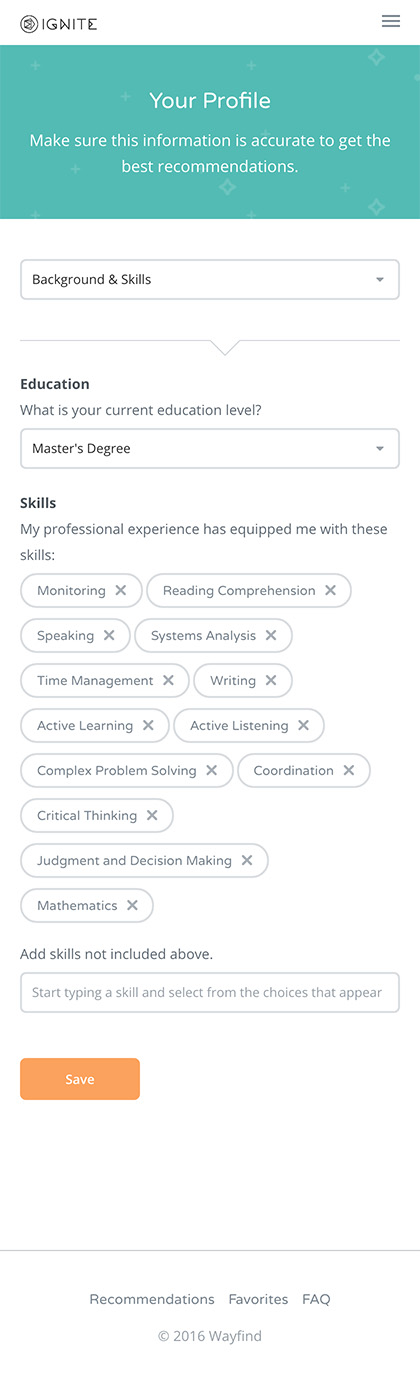 IGNITE
Your Profile
Make sure this information is accurate to get the
best recommendations.
Background & Skills
Education
What is your current education level?
Master's Degree
Skills
My professional experience has equipped me with these
skills:
Monitoring Reading Comprehension
Speaking Systems Analysis
Time Management Writing
Active Learning Active Listening
Complex Problem Solving Coordination
Critical Thinking
Judgment and Decision Making
Mathematics
Add skills not included above.
Start typing a skill and select from the choices that appear
Save
Recommendations Favorites FAQ
© 2016 Wayfind